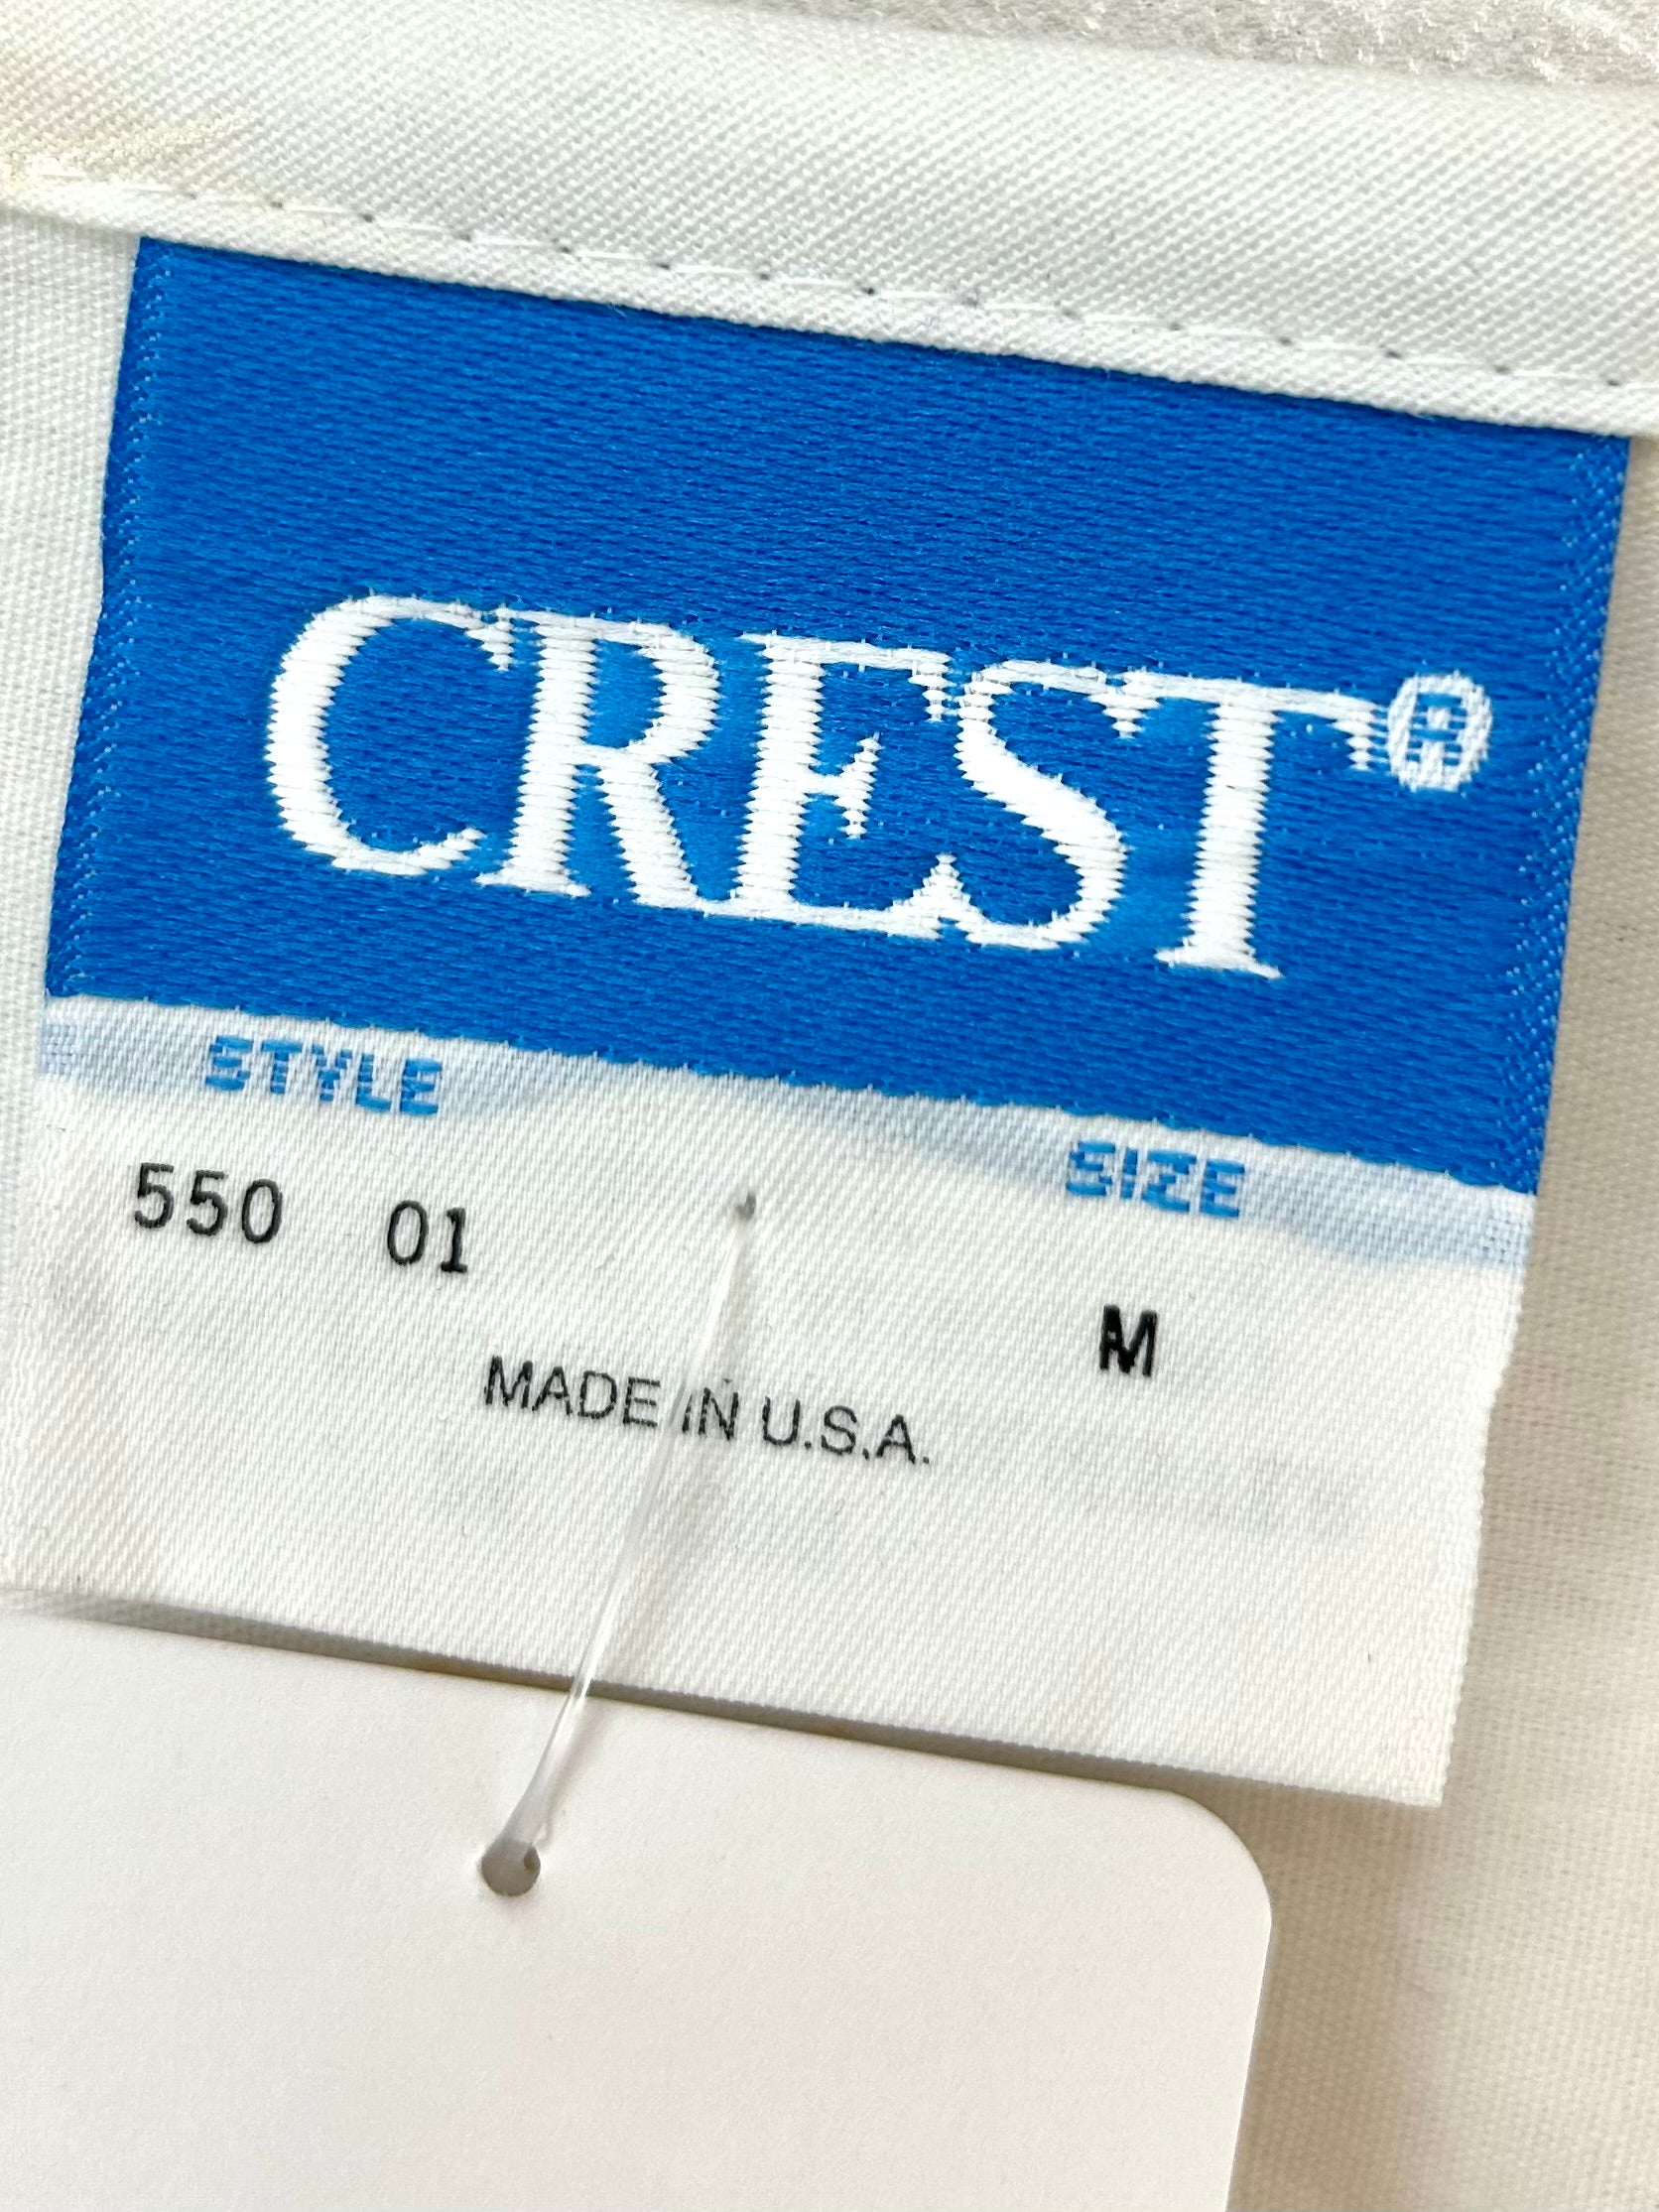 CREST®
STYLE SIZE
550 01 M
MADE IN U.S.A.